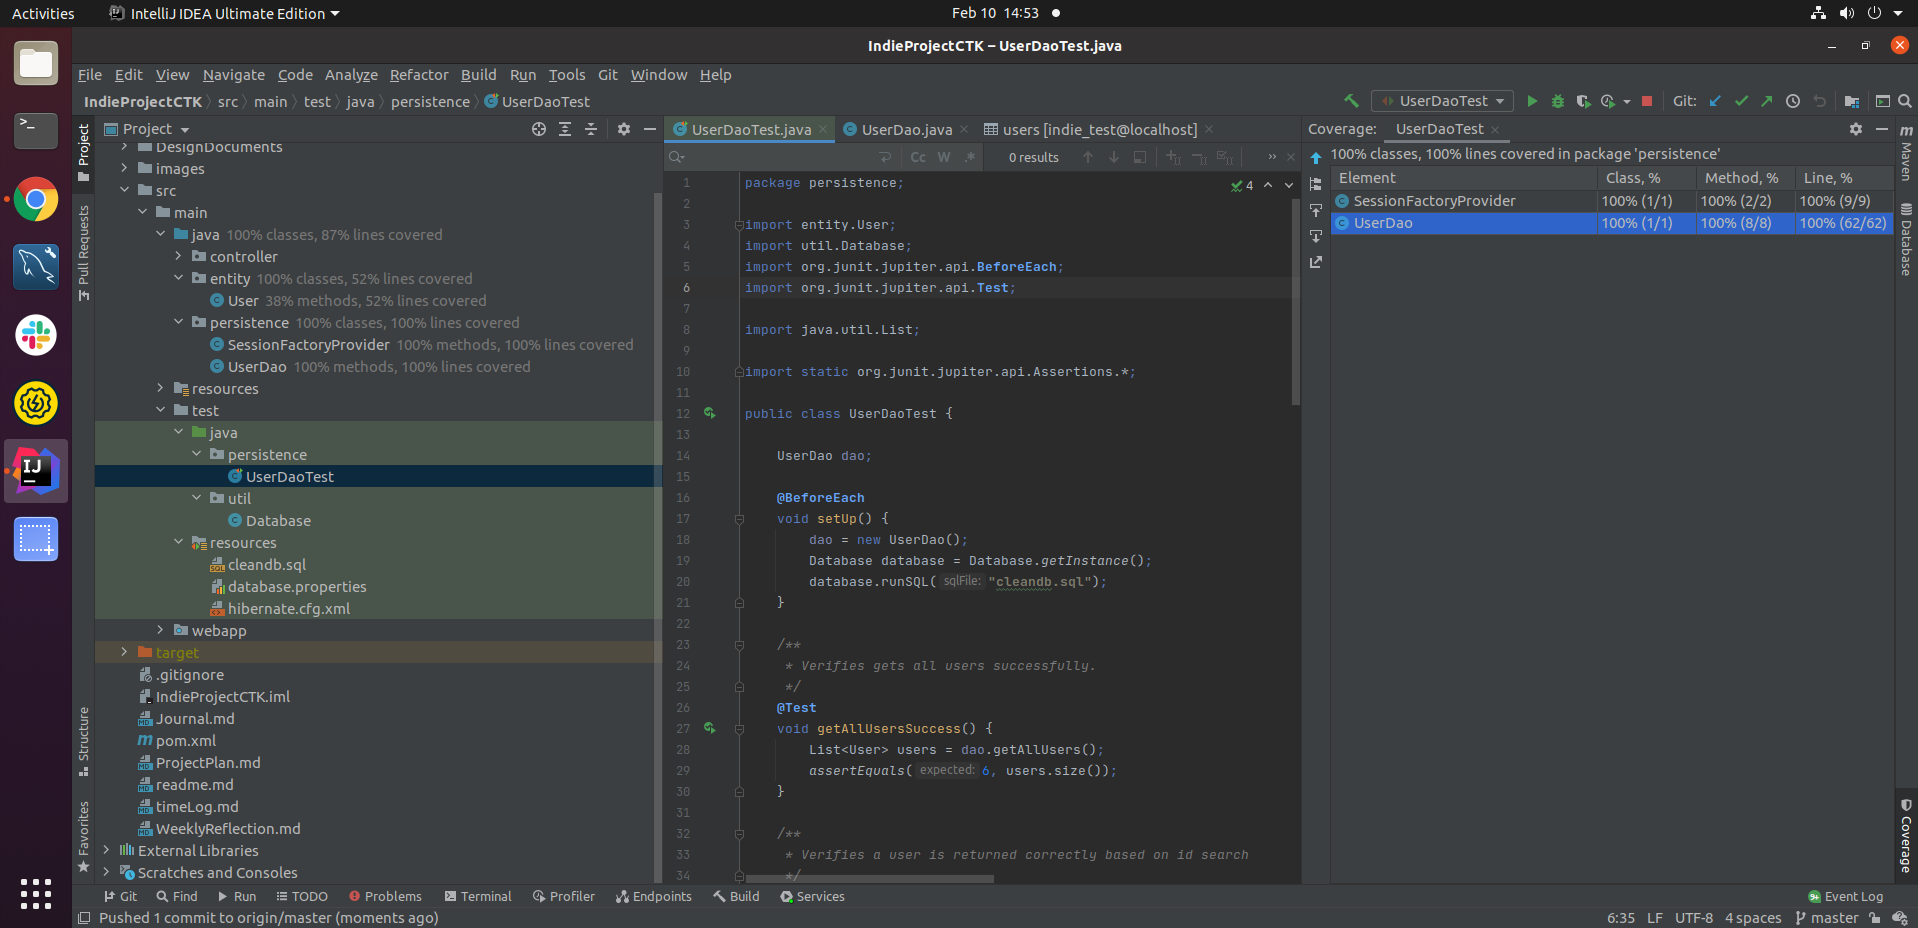 Activities IntelliJ IDEA Ultimate Edition Feb 10 14:53
IndieProjectCTK – UserDaoTest.java
File Edit View Navigate Code Analyze Refactor Build Run Tools Git Window Help
IndieProjectCTK src main test java persistence UserDaoTest
UserDaoTest Git:
Project
DesignDocuments
images
src
main
java 100% classes, 87% lines covered
controller
entity 100% classes, 52% lines covered
User 38% methods, 52% lines covered
persistence 100% classes, 100% lines covered
SessionFactoryProvider 100% methods, 100% lines covered
UserDao 100% methods, 100% lines covered
resources
test
java
persistence
UserDaoTest
util
Database
resources
cleandb.sql
database.properties
hibernate.cfg.xml
webapp
target
.gitignore
IndieProjectCTK.iml
Journal.md
pom.xml
ProjectPlan.md
readme.md
timeLog.md
WeeklyReflection.md
External Libraries
Scratches and Consoles
Project
Pull Requests
Structure
Favorites
UserDaoTest.java UserDao.java users [indie_test@localhost]
Cc W .* 0 results
4
1 package persistence;
2
3 import entity.User;
4 import util.Database;
5 import org.junit.jupiter.api.BeforeEach;
6 import org.junit.jupiter.api.Test;
7
8 import java.util.List;
9
10 import static org.junit.jupiter.api.Assertions.*;
11
12 public class UserDaoTest {
13
14 UserDao dao;
15
16 @BeforeEach
17 void setUp() {
18 dao = new UserDao();
19 Database database = Database.getInstance();
20 database.runSQL( sqlFile: "cleandb.sql");
21 }
22
23 /**
24 * Verifies gets all users successfully.
25 */
26 @Test
27 void getAllUsersSuccess() {
28 List<User> users = dao.getAllUsers();
29 assertEquals( expected: 6, users.size());
30 }
31
32 /**
33 * Verifies a user is returned correctly based on id search
34 */
Coverage: UserDaoTest
100% classes, 100% lines covered in package 'persistence'
Element Class, % Method, % Line, %
SessionFactoryProvider 100% (1/1) 100% (2/2) 100% (9/9)
UserDao 100% (1/1) 100% (8/8) 100% (62/62)
Maven
Database
Coverage
Git Find Run TODO Problems Terminal Profiler Endpoints Build Services Event Log
Pushed 1 commit to origin/master (moments ago) 6:35 LF UTF-8 4 spaces master